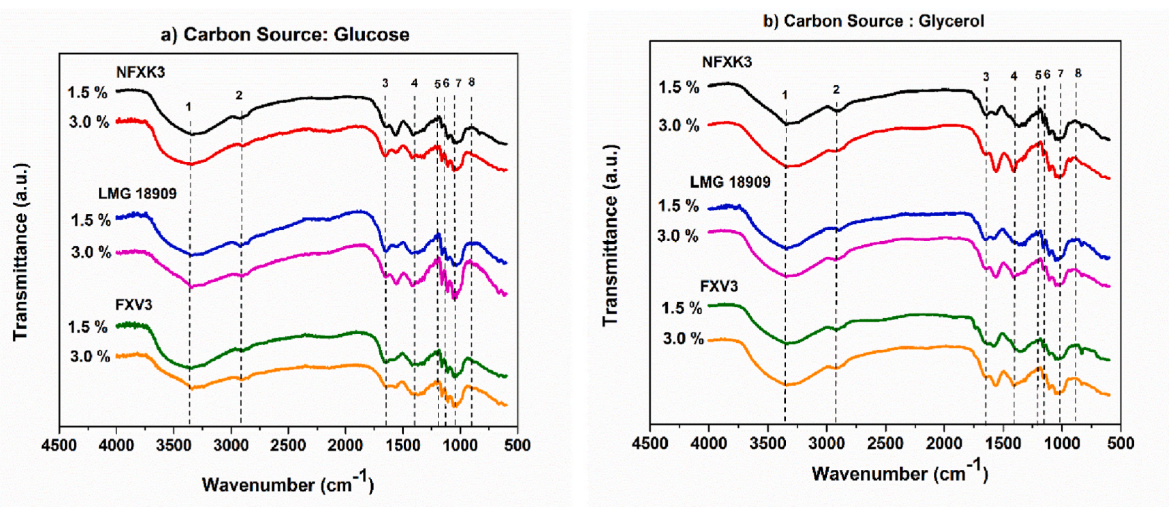 a) Carbon Source: Glucose
NFXK3
1.5 %
3.0 %
LMG 18909
1.5 %
3.0 %
FXV3
1.5 %
3.0 %
1 2 3 4 5 6 7 8
Transmittance (a.u.)
4500 4000 3500 3000 2500 2000 1500 1000 500
Wavenumber (cm⁻¹)
b) Carbon Source : Glycerol
NFXK3
1.5 %
3.0 %
LMG 18909
1.5 %
3.0 %
FXV3
1.5 %
3.0 %
1 2 3 4 5 6 7 8
Transmittance (a.u.)
4500 4000 3500 3000 2500 2000 1500 1000 500
Wavenumber (cm⁻¹)